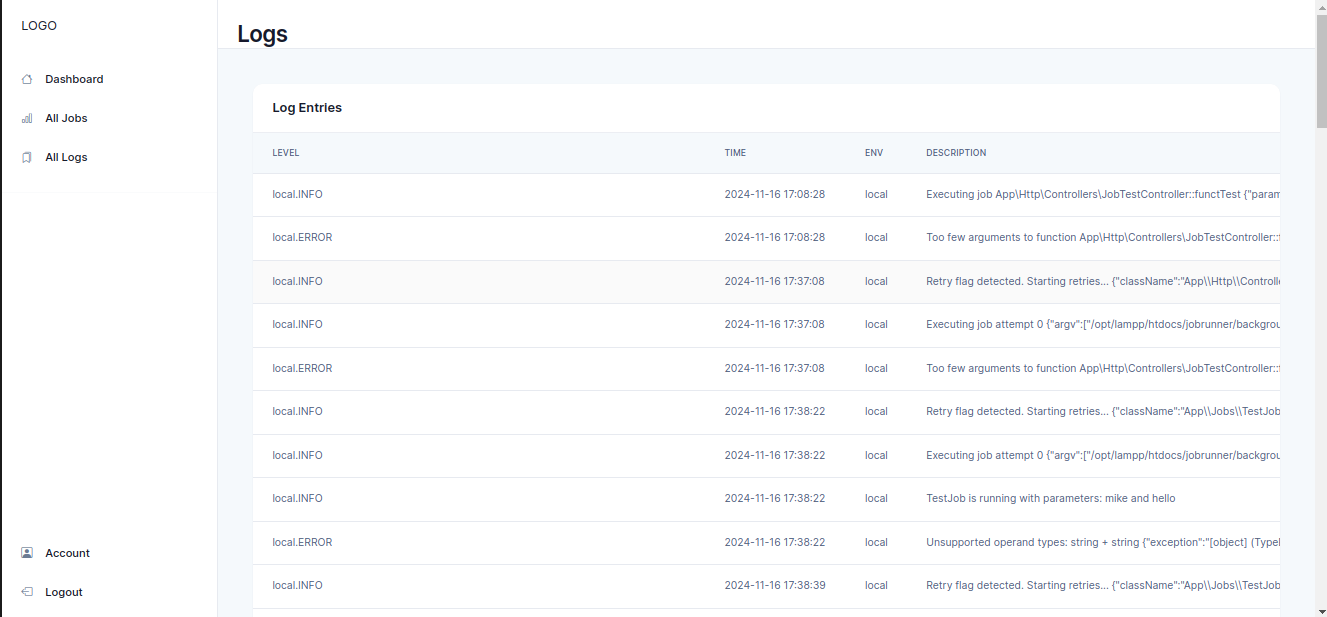 LOGO
Dashboard
All Jobs
All Logs
Account
Logout
Logs
Log Entries
LEVEL TIME ENV DESCRIPTION
local.INFO 2024-11-16 17:08:28 local Executing job App\Http\Controllers\JobTestController::functTest {"param
local.ERROR 2024-11-16 17:08:28 local Too few arguments to function App\Http\Controllers\JobTestController::
local.INFO 2024-11-16 17:37:08 local Retry flag detected. Starting retries... {"className":"App\\Http\\Controlle
local.INFO 2024-11-16 17:37:08 local Executing job attempt 0 {"argv":["/opt/lampp/htdocs/jobrunner/backgrou
local.ERROR 2024-11-16 17:37:08 local Too few arguments to function App\Http\Controllers\JobTestController::
local.INFO 2024-11-16 17:38:22 local Retry flag detected. Starting retries... {"className":"App\\Jobs\\TestJob
local.INFO 2024-11-16 17:38:22 local Executing job attempt 0 {"argv":["/opt/lampp/htdocs/jobrunner/backgrou
local.INFO 2024-11-16 17:38:22 local TestJob is running with parameters: mike and hello
local.ERROR 2024-11-16 17:38:22 local Unsupported operand types: string + string {"exception":"[object] (Typel
local.INFO 2024-11-16 17:38:39 local Retry flag detected. Starting retries... {"className":"App\\Jobs\\TestJob